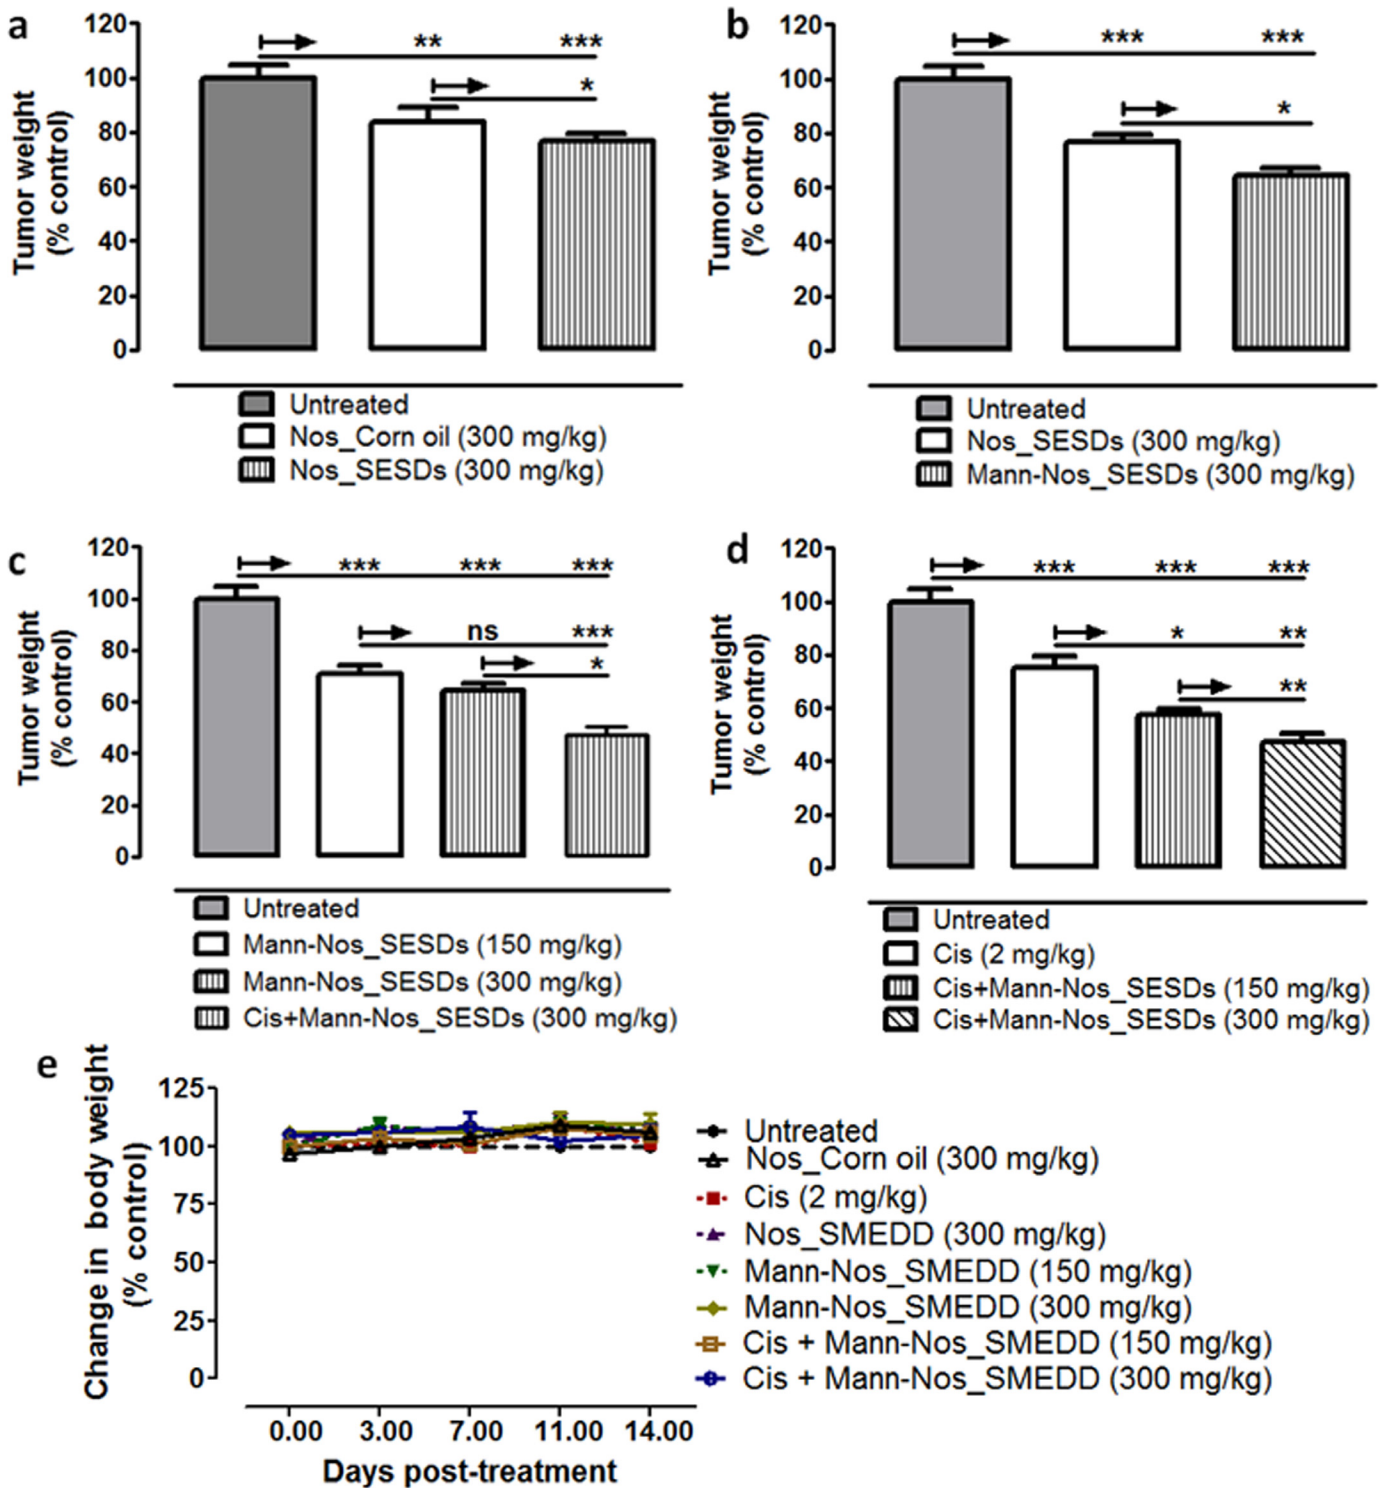 a
Tumor weight
(% control)
120
100
80
60
40
20
0
** ***
*
Untreated
Nos_Corn oil (300 mg/kg)
Nos_SESDs (300 mg/kg)
b
Tumor weight
(% control)
120
100
80
60
40
20
0
*** ***
*
Untreated
Nos_SESDs (300 mg/kg)
Mann-Nos_SESDs (300 mg/kg)
c
Tumor weight
(% control)
120
100
80
60
40
20
0
*** *** ***
ns ***
*
Untreated
Mann-Nos_SESDs (150 mg/kg)
Mann-Nos_SESDs (300 mg/kg)
Cis+Mann-Nos_SESDs (300 mg/kg)
d
Tumor weight
(% control)
120
100
80
60
40
20
0
*** *** ***
* **
**
Untreated
Cis (2 mg/kg)
Cis+Mann-Nos_SESDs (150 mg/kg)
Cis+Mann-Nos_SESDs (300 mg/kg)
e
Change in body weight
(% control)
125
100
75
50
25
0
0.00 3.00 7.00 11.00 14.00
Days post-treatment
Untreated
Nos_Corn oil (300 mg/kg)
Cis (2 mg/kg)
Nos_SMEDD (300 mg/kg)
Mann-Nos_SMEDD (150 mg/kg)
Mann-Nos_SMEDD (300 mg/kg)
Cis + Mann-Nos_SMEDD (150 mg/kg)
Cis + Mann-Nos_SMEDD (300 mg/kg)